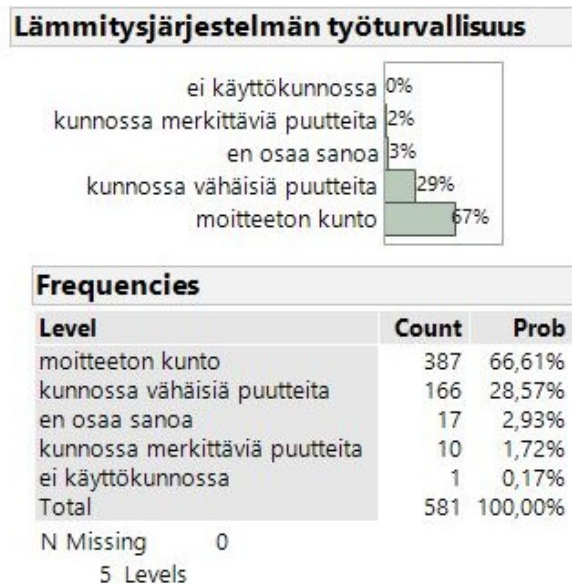 Lämmitysjärjestelmän työturvallisuus
ei käyttökunnossa 0%
kunnossa merkittäviä puutteita 2%
en osaa sanoa 3%
kunnossa vähäisiä puutteita 29%
moitteeton kunto 67%
Frequencies
Level Count Prob
moitteeton kunto 387 66,61%
kunnossa vähäisiä puutteita 166 28,57%
en osaa sanoa 17 2,93%
kunnossa merkittäviä puutteita 10 1,72%
ei käyttökunnossa 1 0,17%
Total 581 100,00%
N Missing 0
5 Levels